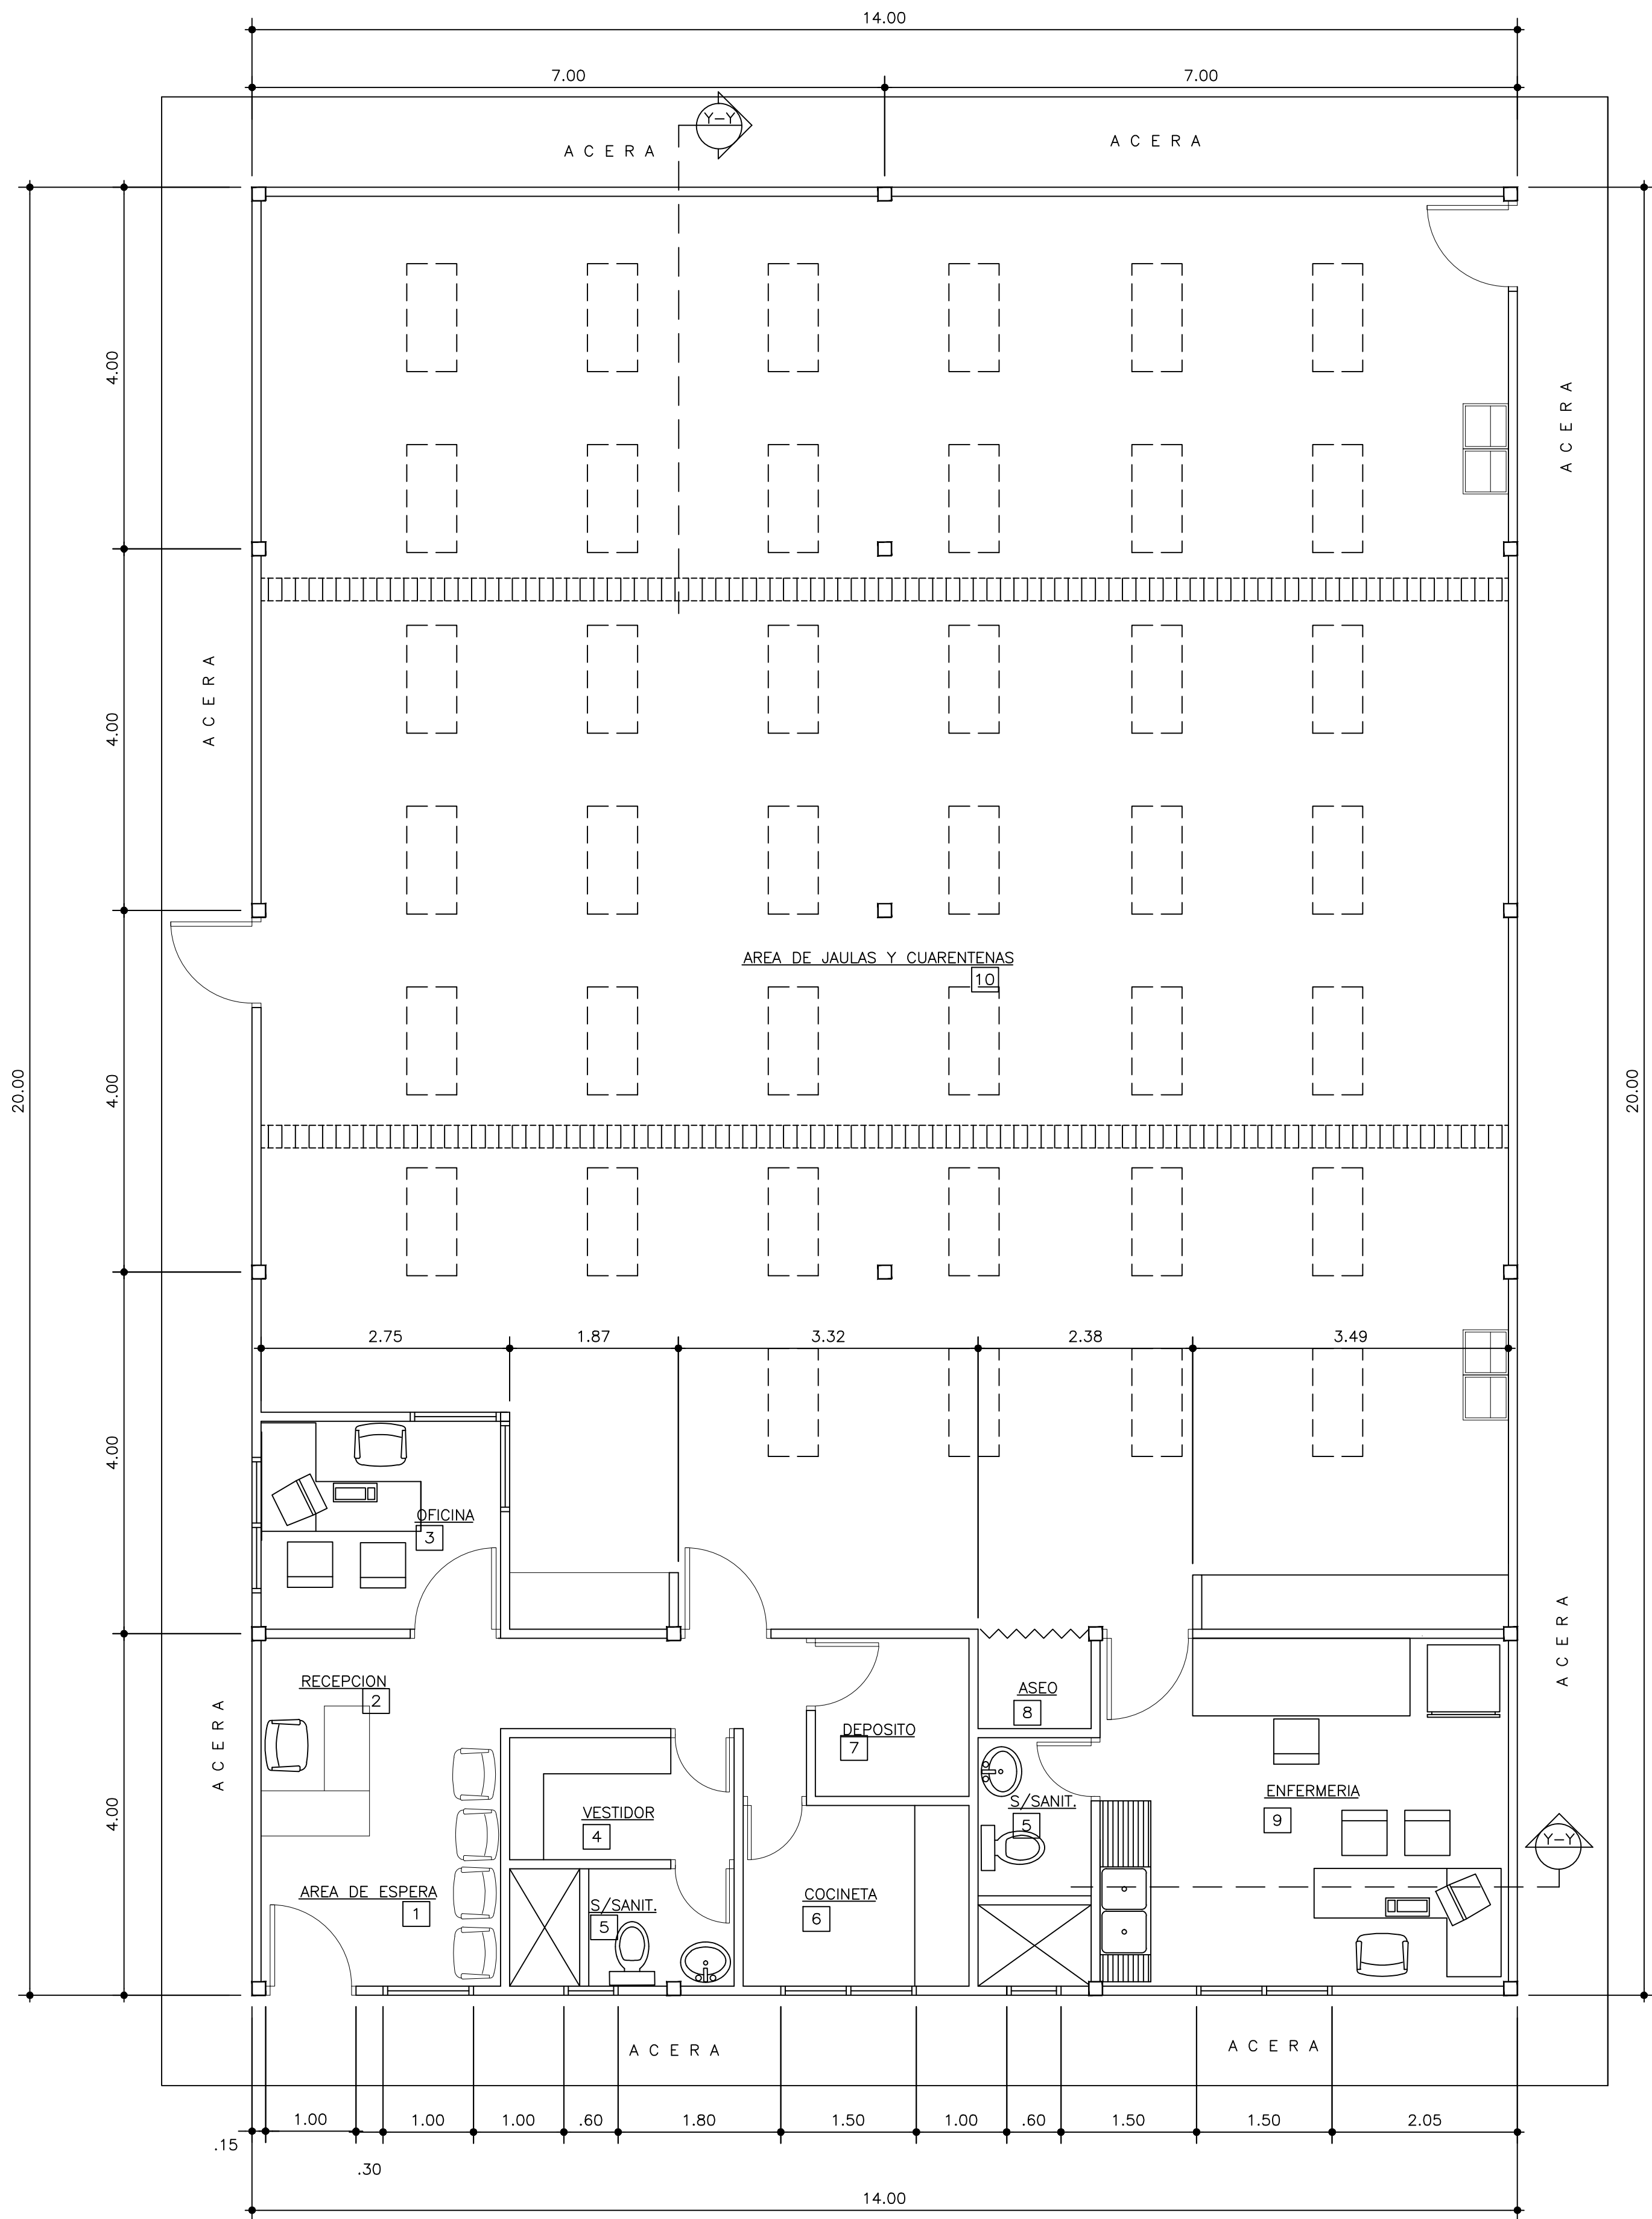 14.00
7.00
7.00
Y-Y
ACERA
ACERA
4.00
ACERA
ACERA
4.00
AREA DE JAULAS Y CUARENTENAS
10
20.00
4.00
20.00
2.75
1.87
3.32
2.38
3.49
4.00
OFICINA
3
RECEPCION
2
ASEO
8
ACERA
DEPOSITO
7
ACERA
ENFERMERIA
9
S/SANIT.
5
VESTIDOR
4
4.00
Y-Y
AREA DE ESPERA
1
COCINETA
6
S/SANIT.
5
ACERA
ACERA
1.00
1.00
1.00
.60
1.80
1.50
1.00
.60
1.50
1.50
2.05
.15
.30
14.00